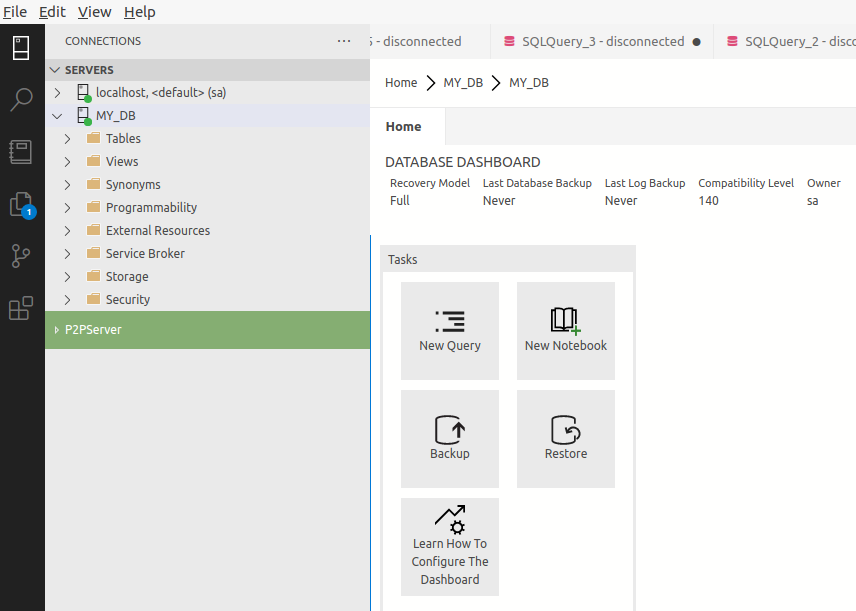 File Edit View Help
CONNECTIONS
5 - disconnected
SQLQuery_3 - disconnected
SQLQuery_2 - disco
SERVERS
localhost, <default> (sa)
MY_DB
Tables
Views
Synonyms
Programmability
External Resources
Service Broker
Storage
Security
P2PServer
1
Home MY_DB MY_DB
Home
DATABASE DASHBOARD
Recovery Model Last Database Backup Last Log Backup Compatibility Level Owner
Full Never Never 140 sa
Tasks
New Query
New Notebook
Backup
Restore
Learn How To
Configure The
Dashboard